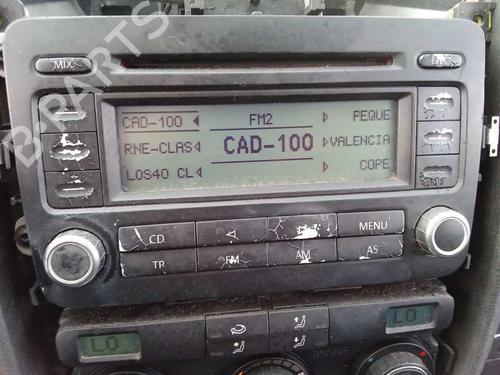 MIX
CAD-100
FM2
PEQUE
RNE-CLAS
CAD-100
VALENCIA
LOS40 CL
COPE
CD
MENU
TP
FM
AM
AS
LO
LO
B-PARTS